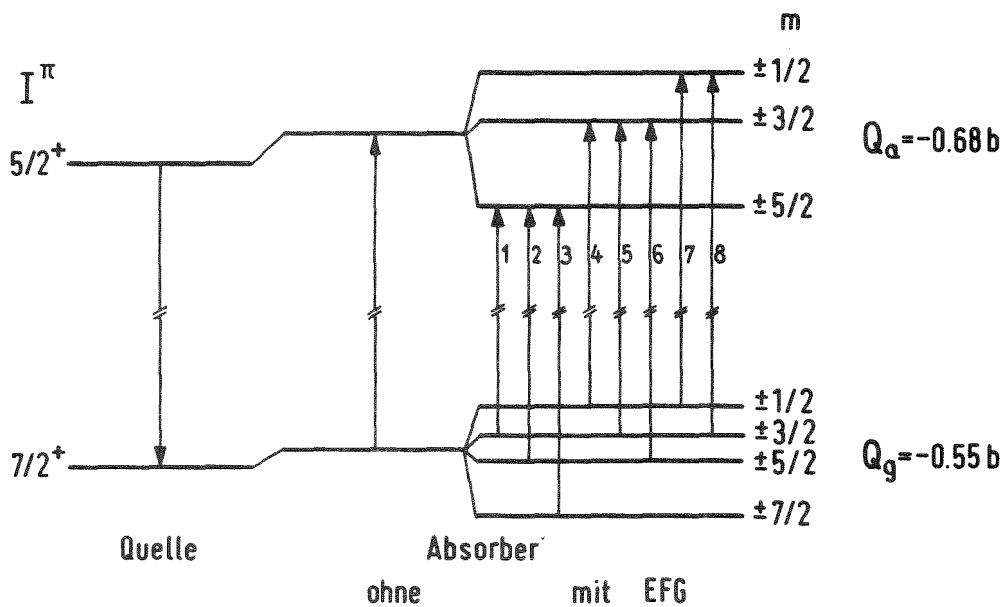 m
I^π
±1/2
±3/2
Qₐ=-0.68 b
5/2⁺
±5/2
1 2 3 4 5 6 7 8
±1/2
±3/2
7/2⁺
±5/2
Q_g=-0.55 b
±7/2
Quelle Absorber
ohne mit EFG